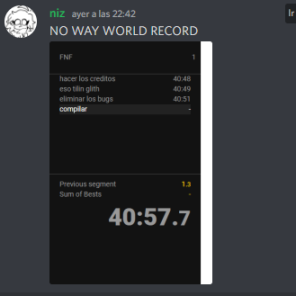 niz ayer a las 22:42
Ir
NO WAY WORLD RECORD
FNF 1
hacer los creditos 40:48
eso tilin glith 40:49
eliminar los bugs 40:51
compilar -
Previous segment 1.3
Sum of Bests -
40:57.7